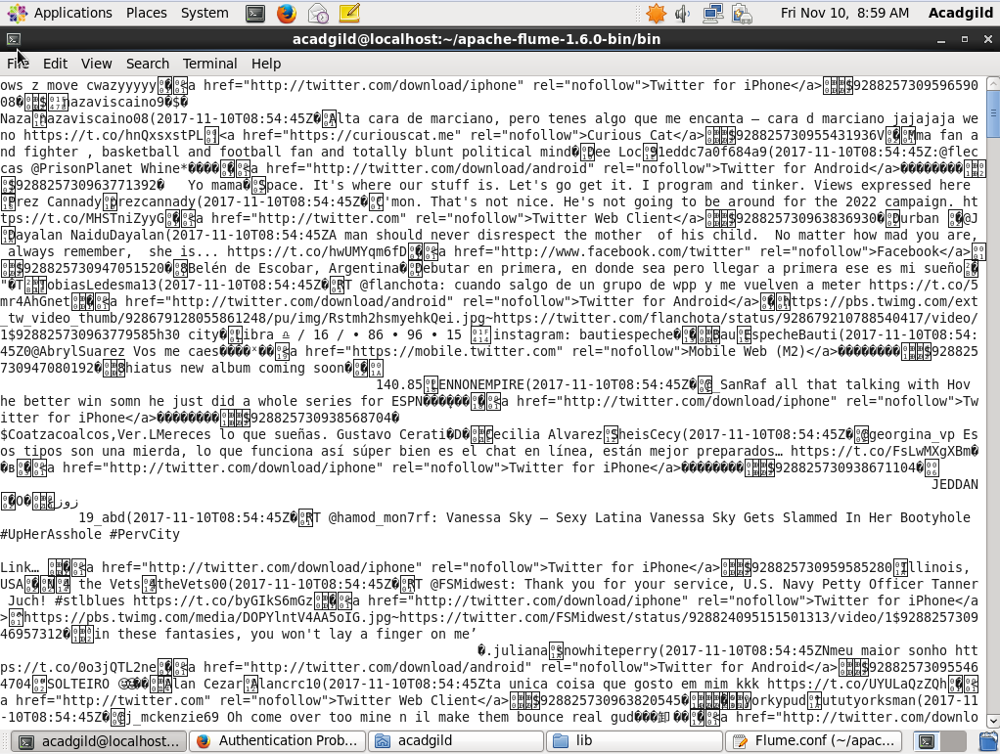 Applications Places System Fri Nov 10, 8:59 AM Acadgild
acadgild@localhost:~/apache-flume-1.6.0-bin/bin
File Edit View Search Terminal Help
ows z move cwazyyyyy <a href="http://twitter.com/download/iphone" rel="nofollow">Twitter for iPhone</a> $9288257309596590
08 $ nazaviscaino9 $
Naza nazaviscaino08(2017-11-10T08:54:45Z Alta cara de marciano, pero tenes algo que me encanta — cara d marciano jajajaja we
no https://t.co/hnQxsxstPL <a href="https://curiouscat.me" rel="nofollow">Curious Cat</a> $928825730955431936V Mma fan a
nd fighter , basketball and football fan and totally blunt political mind Dee Loc 91eddc7a0f684a9(2017-11-10T08:54:45Z:@flec
cas @PrisonPlanet Whine* <a href="http://twitter.com/download/android" rel="nofollow">Twitter for Android</a>
$928825730963771392 Yo mama space. It's where our stuff is. Let's go get it. I program and tinker. Views expressed here
Prez Cannady prezcannady(2017-11-10T08:54:45Z C'mon. That's not nice. He's not going to be around for the 2022 campaign. ht
tps://t.co/MHSTniZyyG <a href="http://twitter.com" rel="nofollow">Twitter Web Client</a> $928825730963836930 Durban @J
Dayalan NaiduDayalan(2017-11-10T08:54:45ZA man should never disrespect the mother of his child. No matter how mad you are,
always remember, she is... https://t.co/hwUMYqm6fD <a href="http://www.facebook.com/twitter" rel="nofollow">Facebook</a>
$928825730947051520 8Belén de Escobar, Argentina Debutar en primera, en donde sea pero llegar a primera ese es mi sueño
" T TobiasLedesma13(2017-11-10T08:54:45Z RT @flanchota: cuando salgo de un grupo de wpp y me vuelven a meter https://t.co/5
mr4AhGnet <a href="http://twitter.com/download/android" rel="nofollow">Twitter for Android</a> https://pbs.twimg.com/ext
_tw_video_thumb/928679128055861248/pu/img/Rstmh2hsmyehkQei.jpg~https://twitter.com/flanchota/status/928679210788540417/video/
1$928825730963779585h30 city libra ♎ / 16 / • 86 • 96 • 15 instagram: bautiespeche Bau EspecheBauti(2017-11-10T08:54:
45Z0@AbrylSuarez Vos me caes <a href="https://mobile.twitter.com" rel="nofollow">Mobile Web (M2)</a> $928825
730947080192 8hiatus new album coming soon
140.85 ENNONEMPIRE(2017-11-10T08:54:45Z @_SanRaf all that talking with Hov
he better win somn he just did a whole series for ESPN <a href="http://twitter.com/download/iphone" rel="nofollow">Tw
itter for iPhone</a> $928825730938568704
$Coatzacoalcos,Ver.LMereces lo que sueñas. Gustavo Cerati D Cecilia Alvarez SheisCecy(2017-11-10T08:54:45Z @georgina_vp Es
os tipos son una mierda, lo que funciona así súper bien es el chat en línea, están mejor preparados… https://t.co/FsLwMXgXBm
<a href="http://twitter.com/download/iphone" rel="nofollow">Twitter for iPhone</a> $928825730938671104
JEDDAN
O زوز
19_abd(2017-11-10T08:54:45Z RT @hamod_mon7rf: Vanessa Sky – Sexy Latina Vanessa Sky Gets Slammed In Her Bootyhole
#UpHerAsshole #PervCity
Link… <a href="http://twitter.com/download/iphone" rel="nofollow">Twitter for iPhone</a> $928825730959585280 Illinois,
USA N 4 the Vets 4theVets00(2017-11-10T08:54:45Z RT @FSMidwest: Thank you for your service, U.S. Navy Petty Officer Tanner
Juch! #stlblues https://t.co/byGIkS6mGz <a href="http://twitter.com/download/iphone" rel="nofollow">Twitter for iPhone</a
> https://pbs.twimg.com/media/DOPYlntV4AA5oIG.jpg~https://twitter.com/FSMidwest/status/928824095151501313/video/1$9288257309
46957312 in these fantasies, you won't lay a finger on me’
.juliana snowhiteperry(2017-11-10T08:54:45ZNmeu maior sonho htt
ps://t.co/0o3jQTL2ne <a href="http://twitter.com/download/android" rel="nofollow">Twitter for Android</a> $92882573095546
4704 "SOLTEIRO Alan Cezar Alancrc10(2017-11-10T08:54:45Zta unica coisa que gosto em mim kkk https://t.co/UYULaQzZQh <
a href="http://twitter.com" rel="nofollow">Twitter Web Client</a> $928825730963820545 yorkypud tututyorksman(2017-11
-10T08:54:45Z @j_mckenzie69 Oh come over too mine n il make them bounce real gud 卸 <a href="http://twitter.com/downlo
acadgild@localhost:... Authentication Prob... acadgild lib Flume.conf (~/apac...